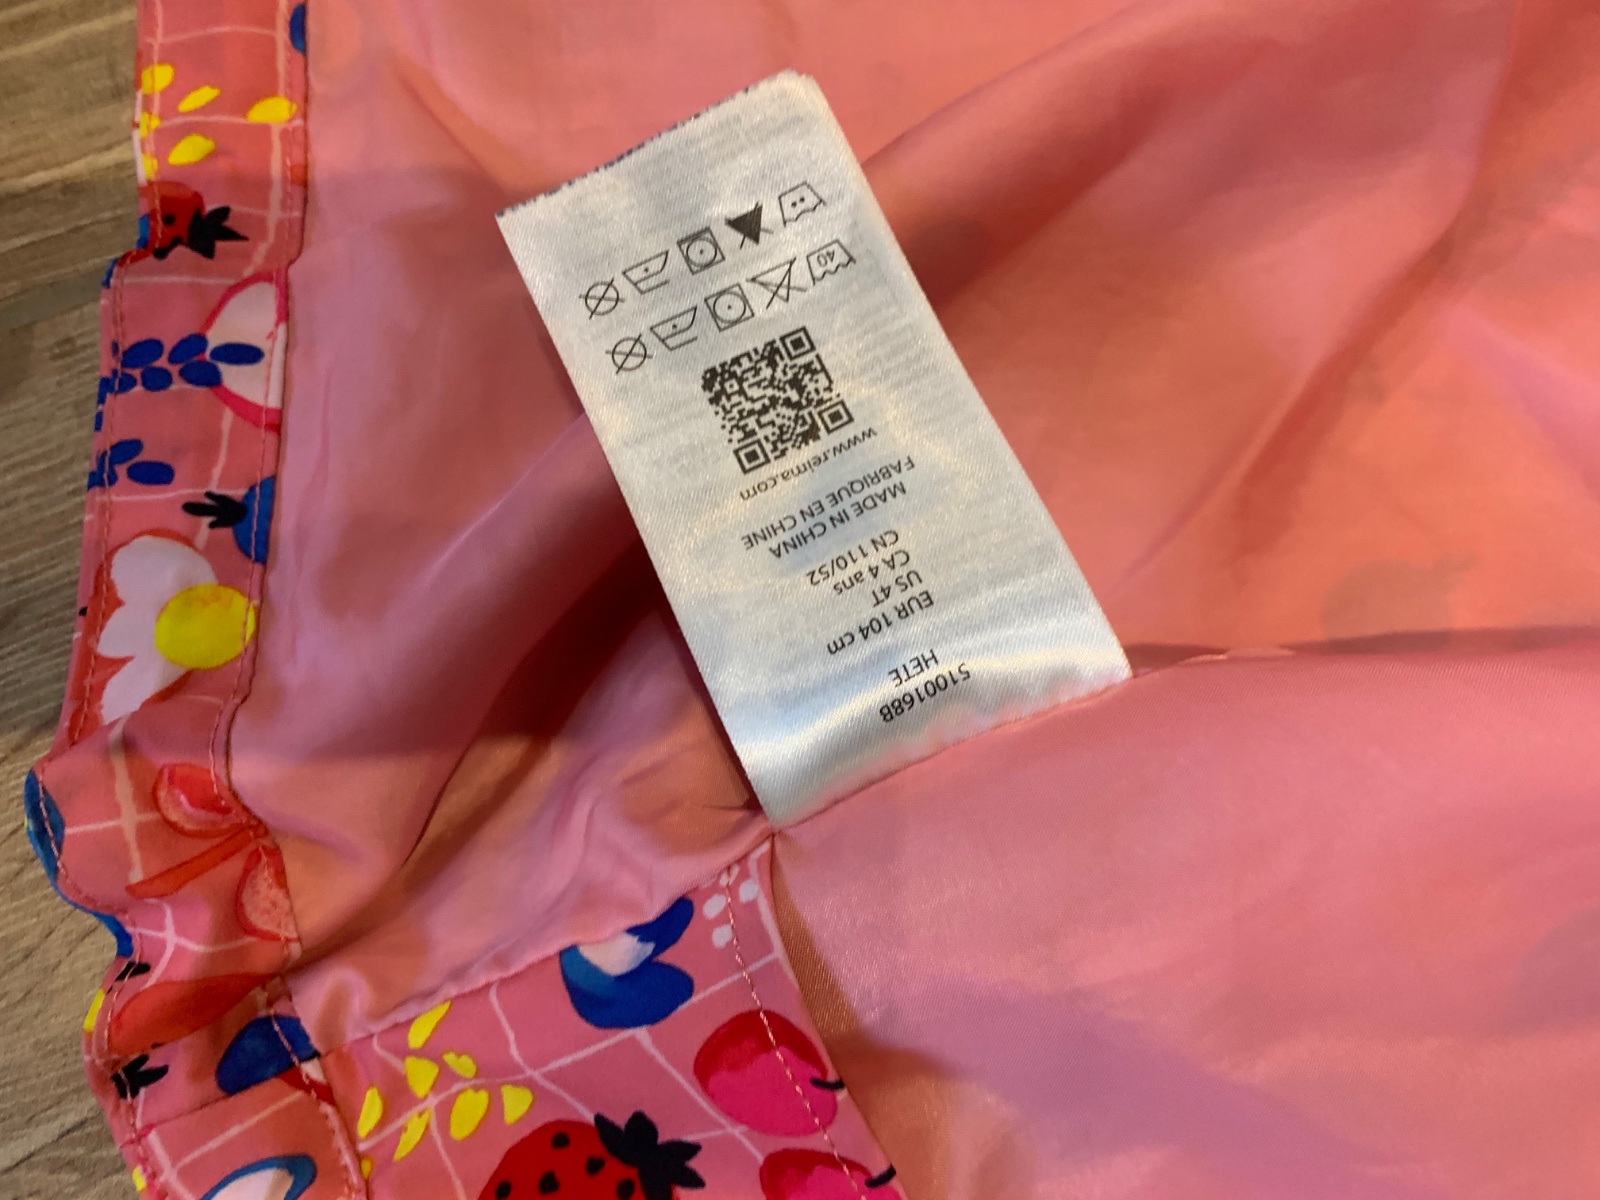 5100168B
HETE
EUR 104 cm
US 4T
CA 4 ans
CN 110/52
MADE IN CHINA
FABRIQUE EN CHINE
www.reima.com
40